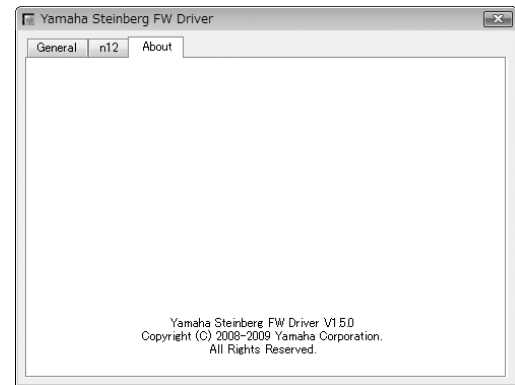 Yamaha Steinberg FW Driver
General n12 About
Yamaha Steinberg FW Driver V1.5.0
Copyright (C) 2008-2009 Yamaha Corporation.
All Rights Reserved.